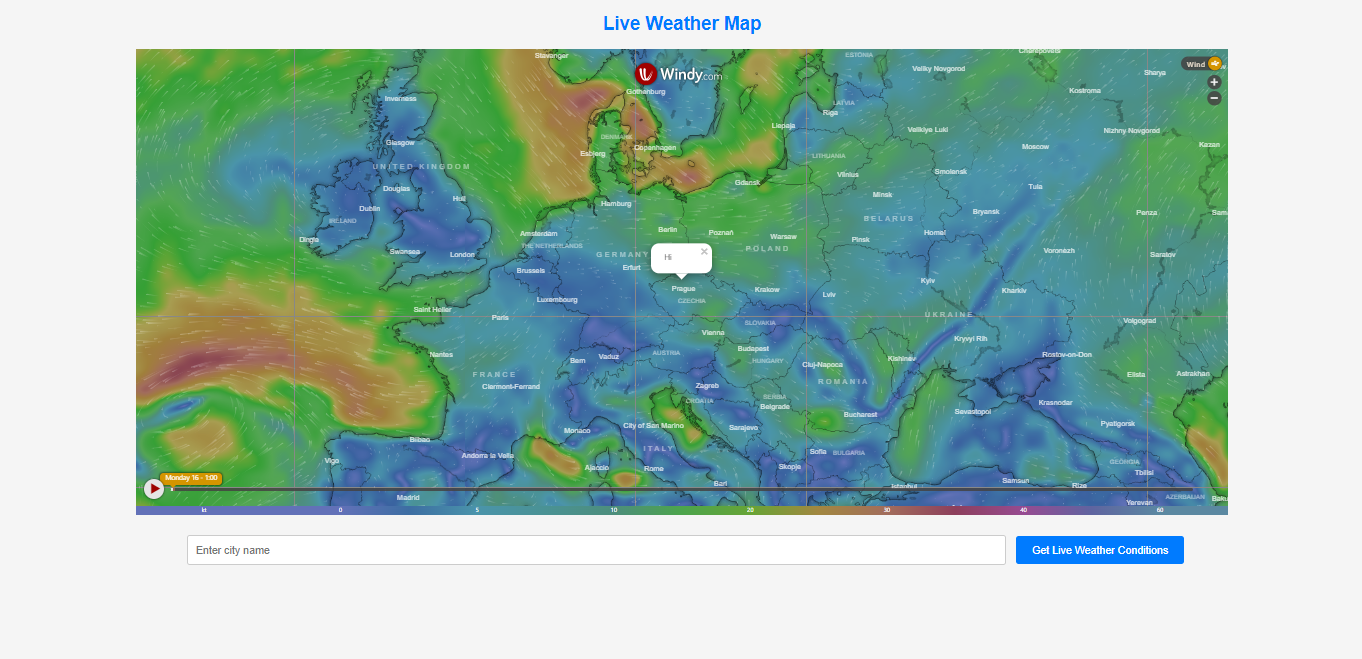 Live Weather Map
Stavanger
ESTONIA
Cherepovets
Windy.com
Wind
Veliky Novgorod
Sharya
Gothenburg
Kostroma
Inverness
LATVIA
Riga
Liepaja
Velikiye Luki
Nizhny Novgorod
DENMARK
Glasgow
Esbjerg
Copenhagen
Moscow
Kazan
LITHUANIA
UNITED KINGDOM
Vilnius
Smolensk
Gdansk
Douglas
Tula
Minsk
Hull
Hamburg
Dublin
Bryansk
Penza
Sam
IRELAND
BELARUS
Berlin
Poznań
Warsaw
Amsterdam
Homel
Dingle
Pinsk
THE NETHERLANDS
POLAND
Swansea
London
GERMANY
Hi
×
Voronezh
Saratov
Brussels
Erfurt
Kyiv
Prague
Krakow
Lviv
Kharkiv
Luxembourg
CZECHIA
Saint Helier
Paris
UKRAINE
SLOVAKIA
Volgograd
Vienna
Kryvyi Rih
Budapest
Nantes
Vaduz
AUSTRIA
Bern
HUNGARY
Cluj-Napoca
Kishinev
Rostov-on-Don
FRANCE
Elista
Astrakhan
ROMANIA
Clermont-Ferrand
Zagreb
CROATIA
SERBIA
Belgrade
Krasnodar
Bucharest
Sevastopol
City of San Marino
Sarajevo
Pyatigorsk
Monaco
Bilbao
ITALY
Sofia
BULGARIA
Andorra la Vella
Vigo
Ajaccio
Rome
Skopje
GEORGIA
Tbilisi
Monday 16 - 1:00
Bari
Istanbul
Samsun
Rize
Madrid
Yerevan
AZERBAIJAN
Baku
kt 0 5 10 20 30 40 60
Enter city name
Get Live Weather Conditions